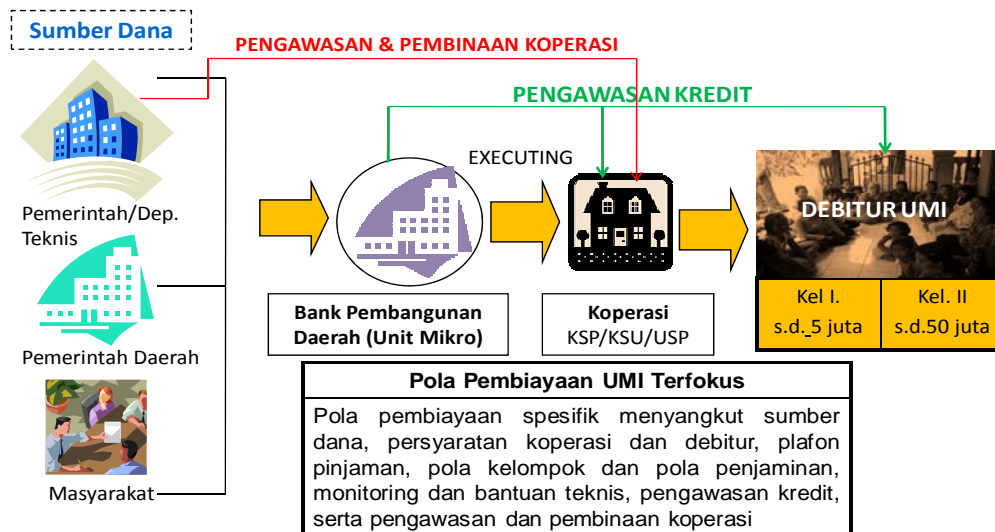 Sumber Dana
PENGAWASAN & PEMBINAAN KOPERASI
PENGAWASAN KREDIT
EXECUTING
Pemerintah/Dep.
Teknis
DEBITUR UMI
Bank Pembangunan
Daerah (Unit Mikro)
Koperasi
KSP/KSU/USP
Kel I.
s.d. 5 juta
Kel. II
s.d.50 juta
Pemerintah Daerah
Masyarakat
Pola Pembiayaan UMI Terfokus
Pola pembiayaan spesifik menyangkut sumber
dana, persyaratan koperasi dan debitur, plafon
pinjaman, pola kelompok dan pola penjaminan,
monitoring dan bantuan teknis, pengawasan kredit,
serta pengawasan dan pembinaan koperasi